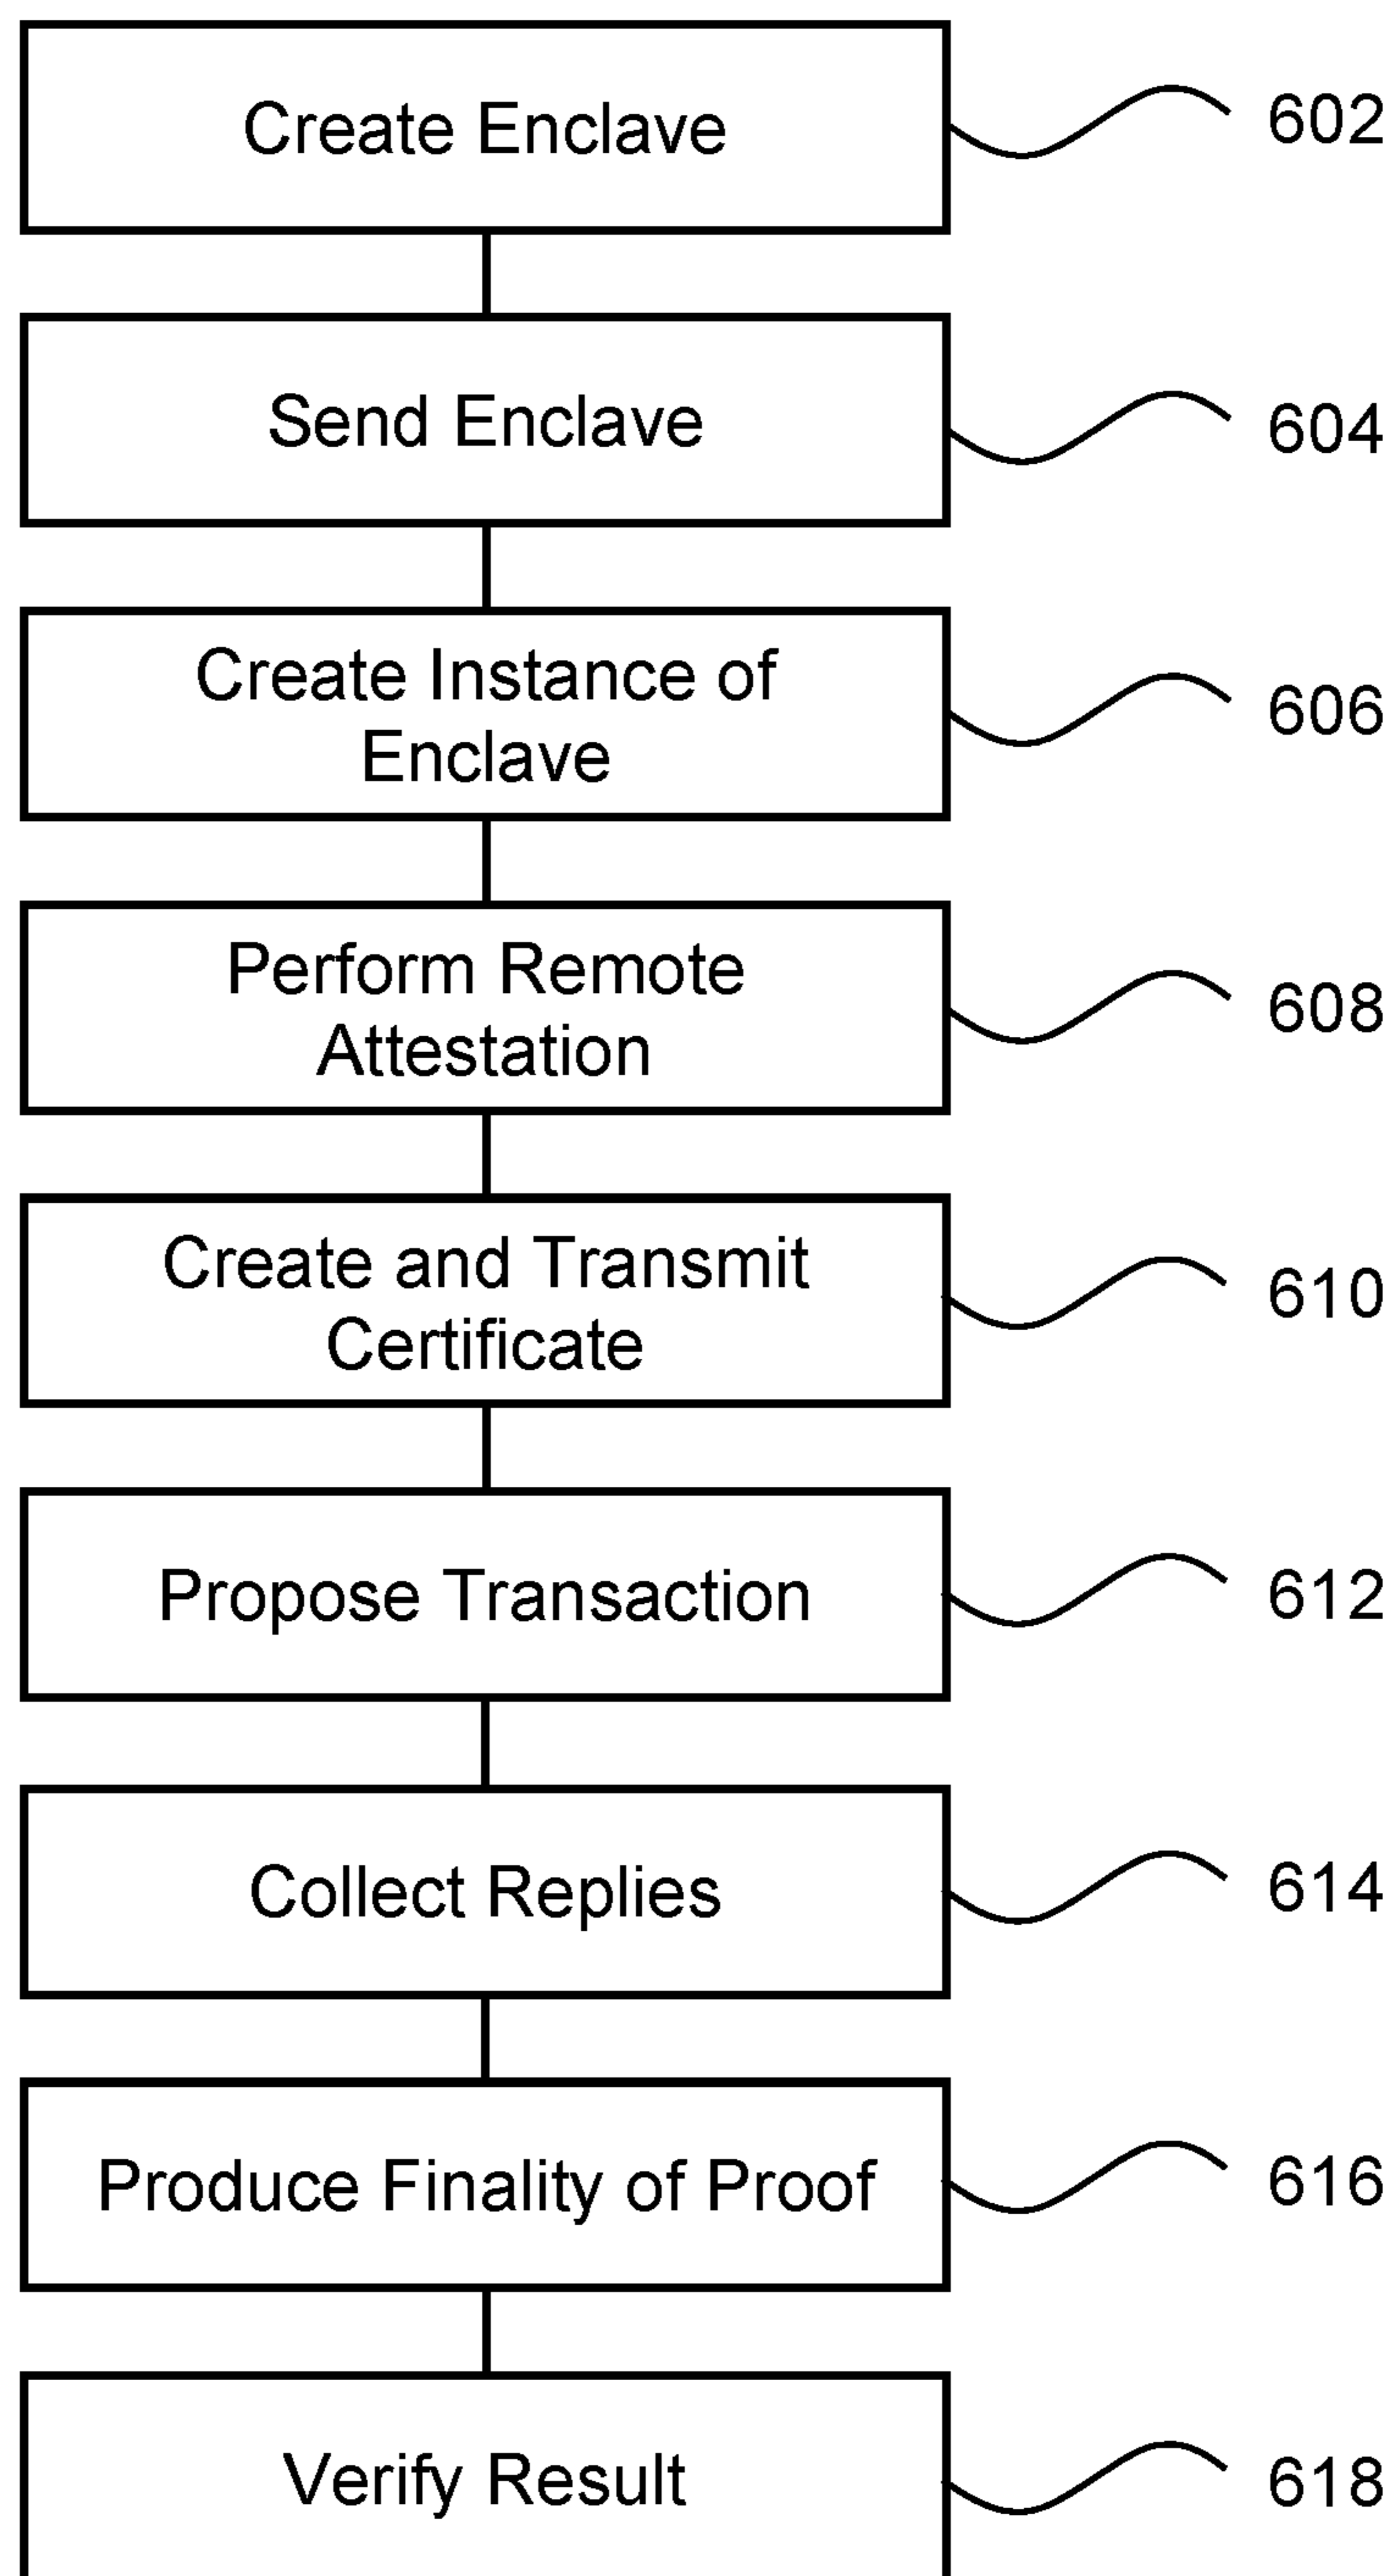 Create Enclave
602
Send Enclave
604
Create Instance of
Enclave
606
Perform Remote
Attestation
608
Create and Transmit
Certificate
610
Propose Transaction
612
Collect Replies
614
Produce Finality of Proof
616
Verify Result
618